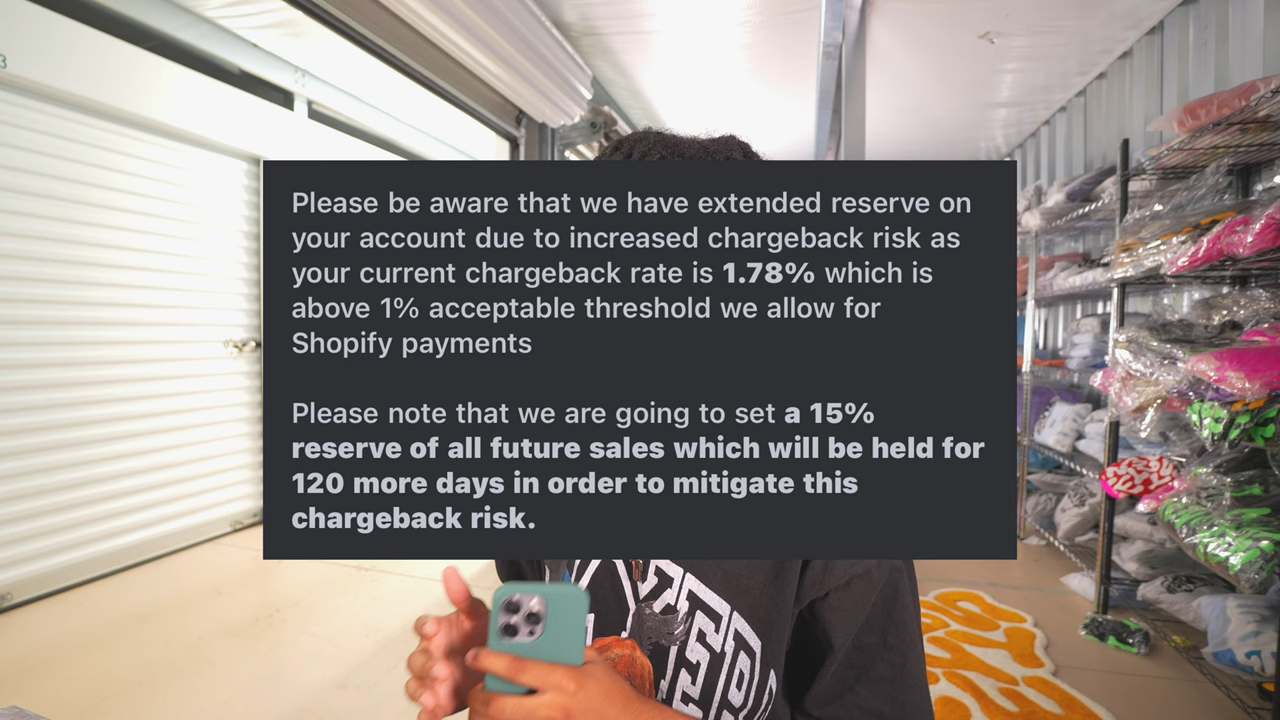 Please be aware that we have extended reserve on
your account due to increased chargeback risk as
your current chargeback rate is 1.78% which is
above 1% acceptable threshold we allow for
Shopify payments
Please note that we are going to set a 15%
reserve of all future sales which will be held for
120 more days in order to mitigate this
chargeback risk.